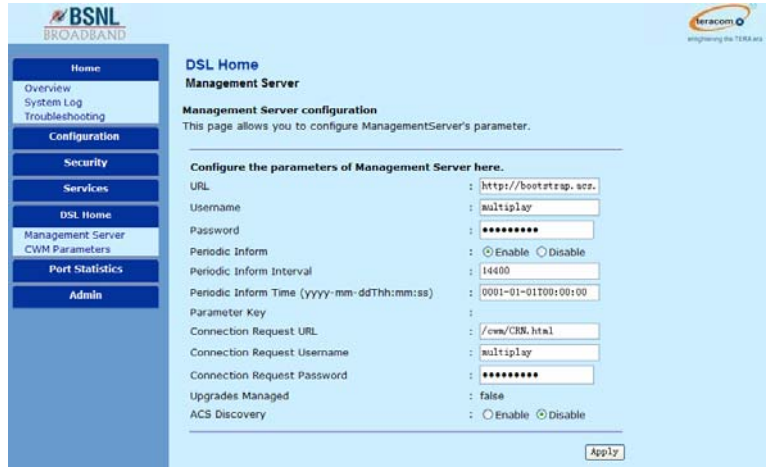 BSNL
BROADBAND
teracom
enlightening the TERA era
Home
Overview
System Log
Troubleshooting
Configuration
Security
Services
DSL Home
Management Server
CWM Parameters
Port Statistics
Admin
DSL Home
Management Server
Management Server configuration
This page allows you to configure ManagementServer's parameter.
Configure the parameters of Management Server here.
URL : http://bootstrap.acs.
Username : multiplay
Password : •••••••••
Periodic Inform : Enable Disable
Periodic Inform Interval : 14400
Periodic Inform Time (yyyy-mm-ddThh:mm:ss) : 0001-01-01T00:00:00
Parameter Key :
Connection Request URL : /cwm/CRN.html
Connection Request Username : multiplay
Connection Request Password : •••••••••
Upgrades Managed : false
ACS Discovery : Enable Disable
Apply